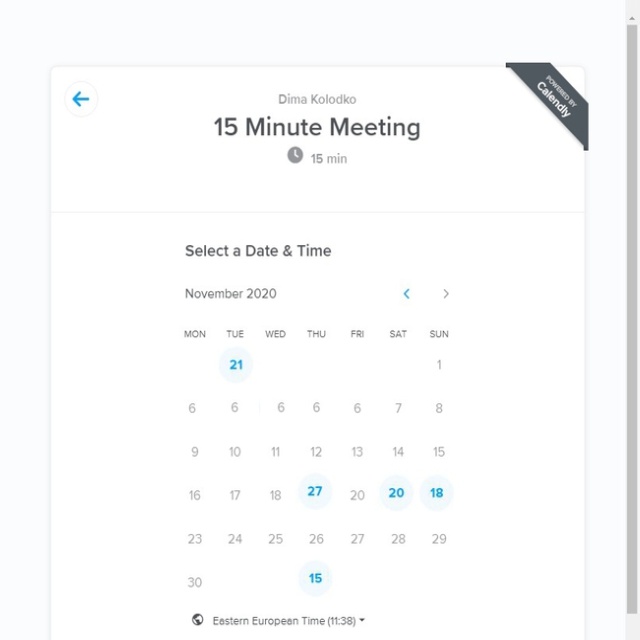 POWERED BY
Calendly
Dima Kolodko
15 Minute Meeting
15 min
Select a Date & Time
November 2020
MON TUE WED THU FRI SAT SUN
21 1
6 6 6 6 6 7 8
9 10 11 12 13 14 15
16 17 18 27 20 20 18
23 24 25 26 27 28 29
30 15
Eastern European Time (11:38)